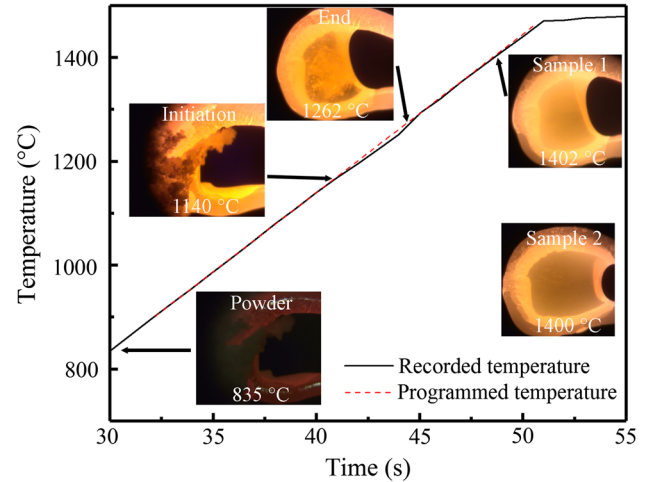 End
1262 °C
Sample 1
1402 °C
Initiation
1140 °C
Sample 2
1400 °C
Powder
835 °C
Recorded temperature
Programmed temperature
1400
1200
1000
800
Temperature (°C)
30
35
40
45
50
55
Time (s)